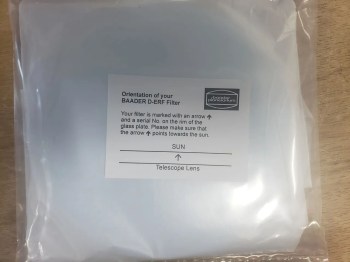 Orientation of your
BAADER D-ERF Filter
Your filter is marked with an arrow ↑
and a serial No. on the rim of the
glass plate. Please make sure that
the arrow ↑ points towards the sun.
SUN
↑
Telescope Lens